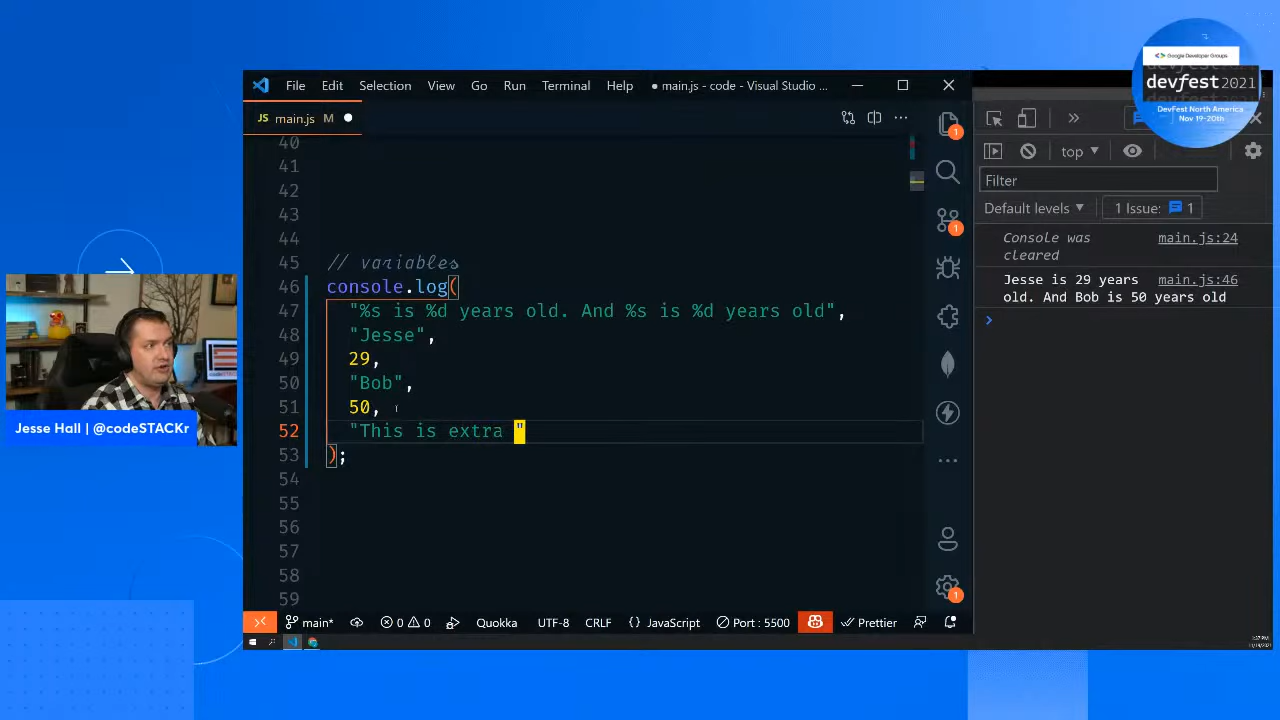 Google Developer Groups
devfest 2021
DevFest North America
Nov 19-20th
File Edit Selection View Go Run Terminal Help
main.js - code - Visual Studio ...
JS main.js M
top
Filter
Default levels
1 Issue: 1
Console was cleared main.js:24
Jesse is 29 years old. And Bob is 50 years old main.js:46
40
41
42
43
44
45 // variables
46 console.log(
47 "%s is %d years old. And %s is %d years old",
48 "Jesse",
49 29,
50 "Bob",
51 50,
52 "This is extra "
53 );
54
55
56
57
58
59
1
1
1
Jesse Hall | @codeSTACKr
main* 0 0 Quokka UTF-8 CRLF {} JavaScript Port : 5500 Prettier